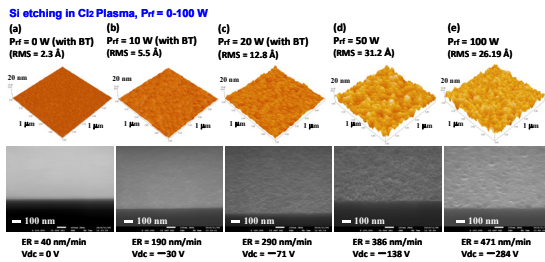 Si etching in Cl2 Plasma, Prf = 0-100 W
(a) (b) (c) (d) (e)
Prf = 0 W (with BT) Prf = 10 W (with BT) Prf = 20 W (with BT) Prf = 50 W Prf = 100 W
(RMS = 2.3 Å) (RMS = 5.5 Å) (RMS = 12.8 Å) (RMS = 31.2 Å) (RMS = 26.19 Å)
20 nm 20 nm 20 nm 20 nm 20 nm
1 μm 1 μm 1 μm 1 μm 1 μm 1 μm 1 μm 1 μm 1 μm 1 μm
100 nm 100 nm 100 nm 100 nm 100 nm
ER = 40 nm/min 190 nm/min 290 nm/min 386 nm/min 471 nm/min
Vdc = 0 V Vdc = −30 V Vdc = −71 V Vdc = −138 V Vdc = −284 V